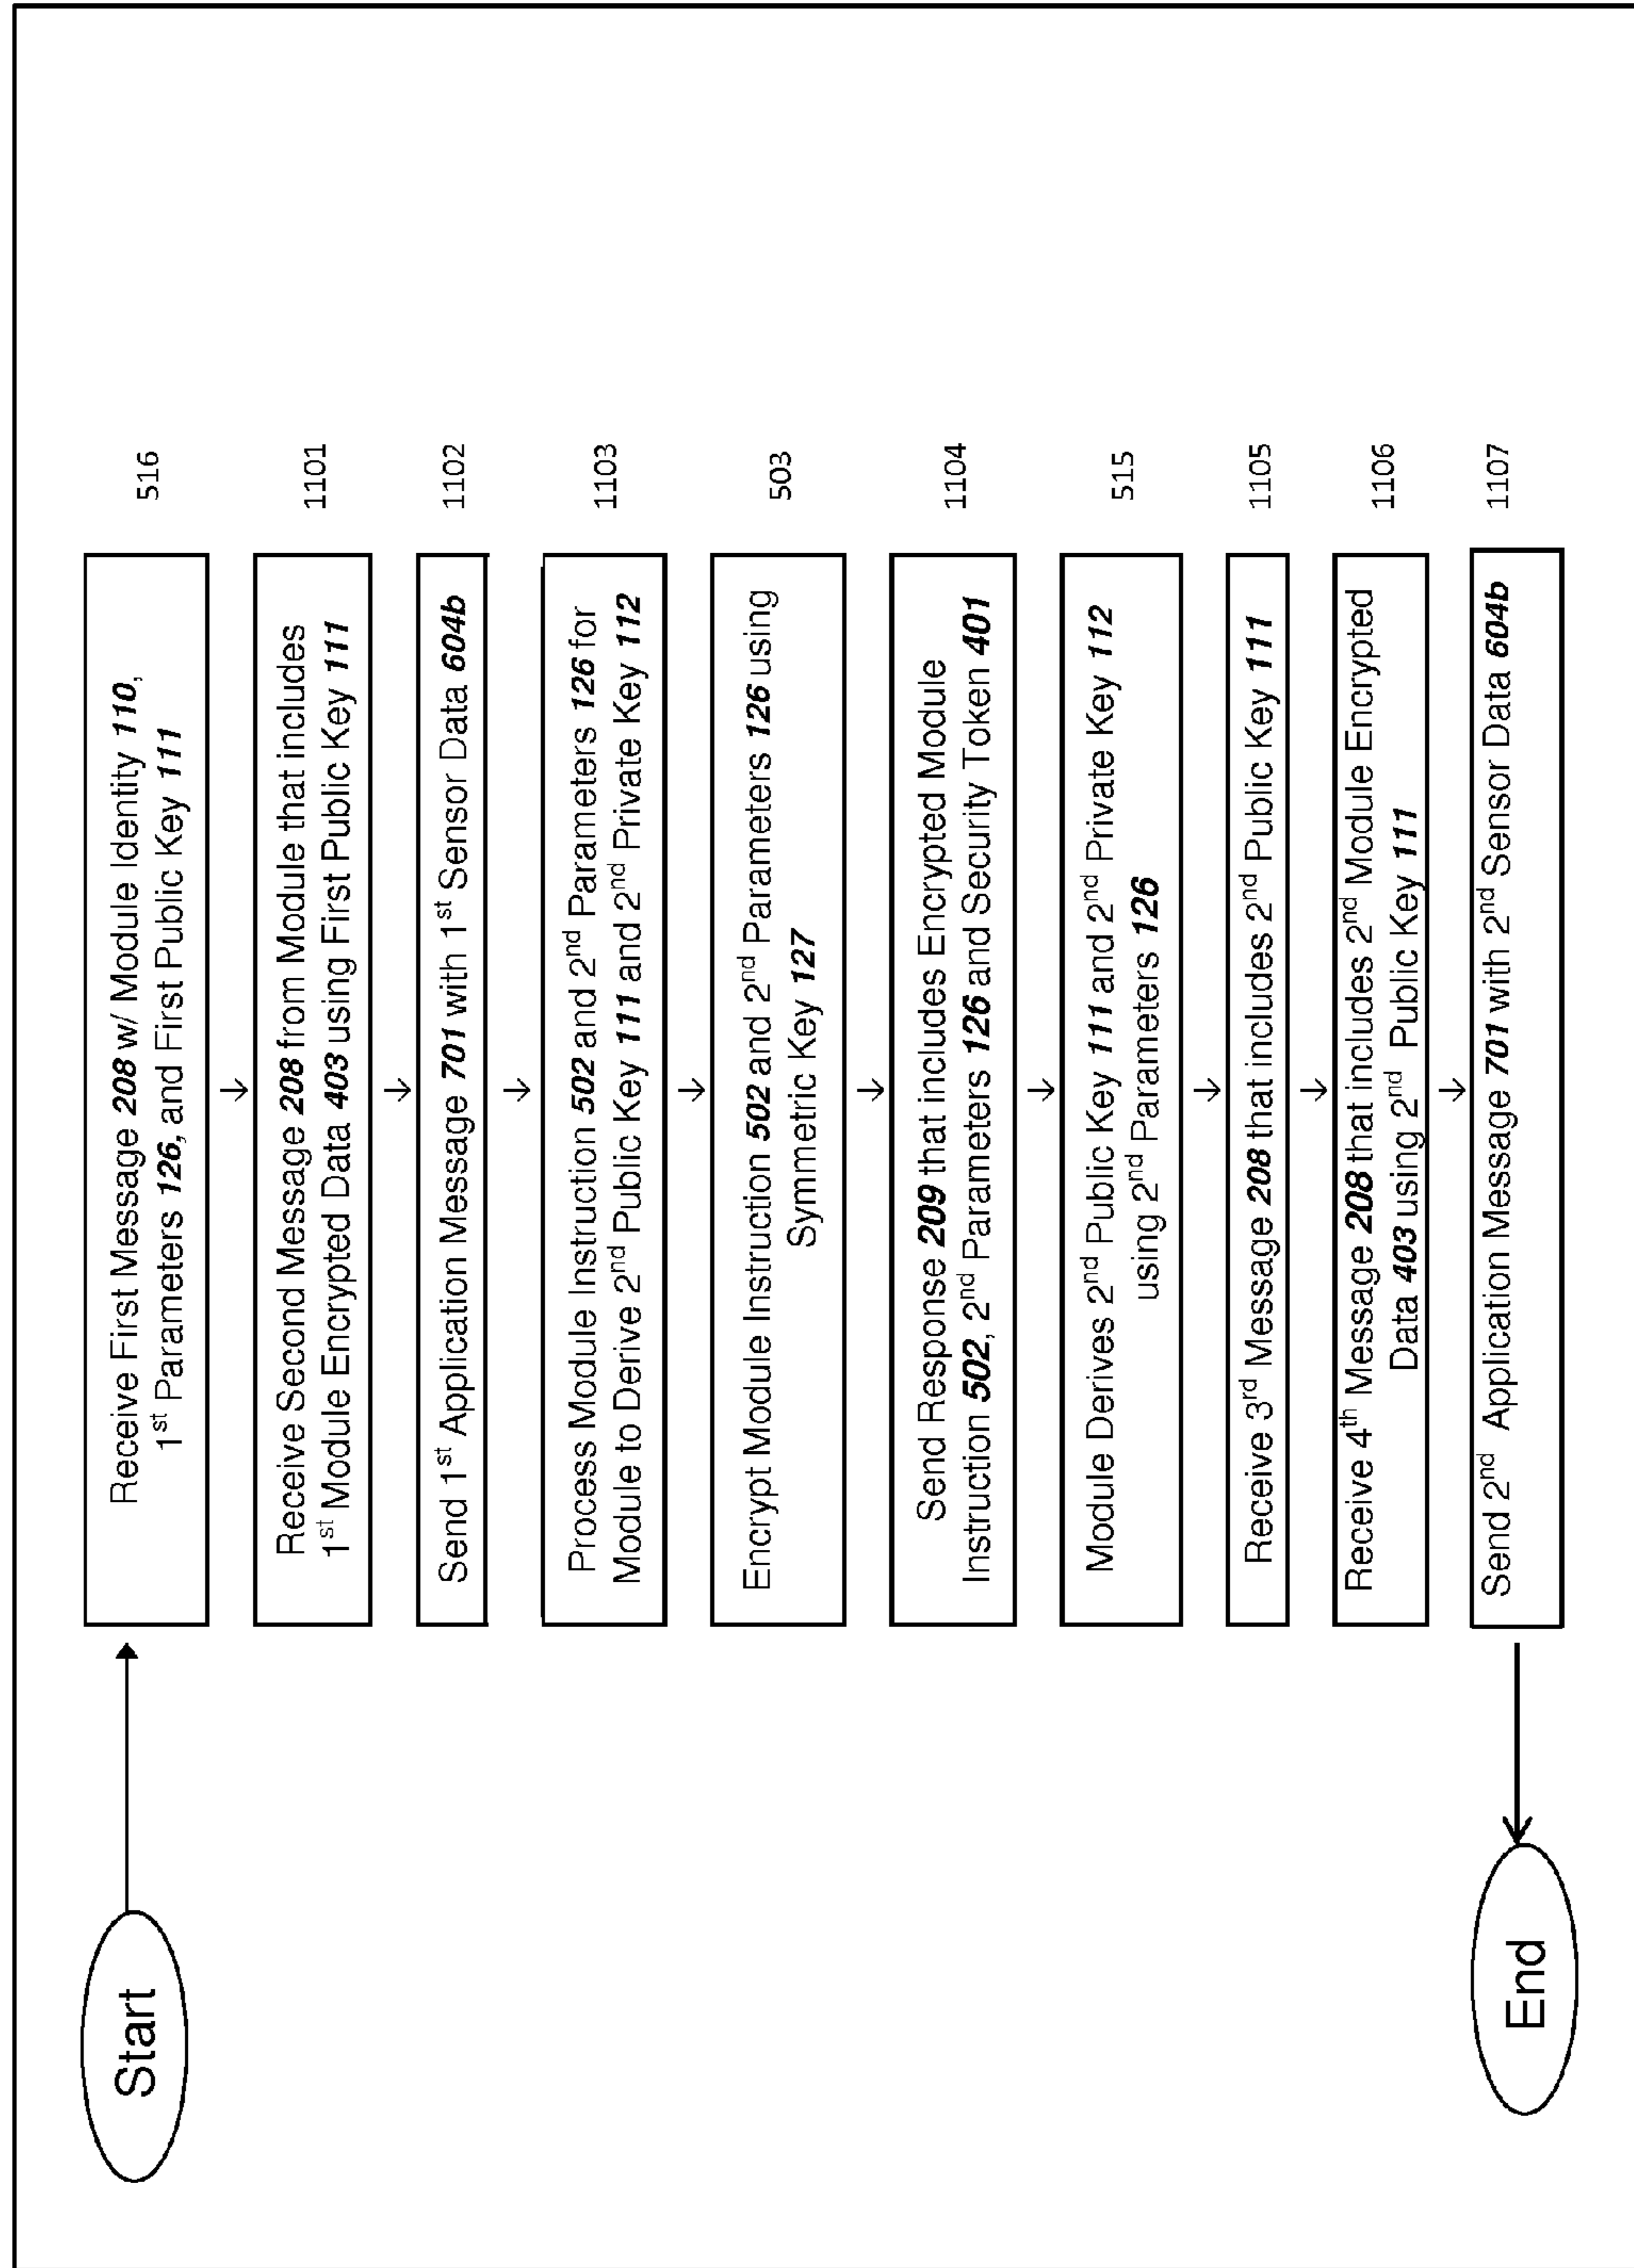 Start
Receive First Message 208 w/ Module Identity 110,
1st Parameters 126, and First Public Key 111
516
↓
Receive Second Message 208 from Module that includes
1st Module Encrypted Data 403 using First Public Key 111
1101
↓
Send 1st Application Message 701 with 1st Sensor Data 604b
1102
↓
Process Module Instruction 502 and 2nd Parameters 126 for
Module to Derive 2nd Public Key 111 and 2nd Private Key 112
1103
↓
Encrypt Module Instruction 502 and 2nd Parameters 126 using
Symmetric Key 127
503
↓
Send Response 209 that includes Encrypted Module
Instruction 502, 2nd Parameters 126 and Security Token 401
1104
↓
Module Derives 2nd Public Key 111 and 2nd Private Key 112
using 2nd Parameters 126
515
↓
Receive 3rd Message 208 that includes 2nd Public Key 111
1105
↓
Receive 4th Message 208 that includes 2nd Module Encrypted
Data 403 using 2nd Public Key 111
1106
↓
Send 2nd Application Message 701 with 2nd Sensor Data 604b
1107
End